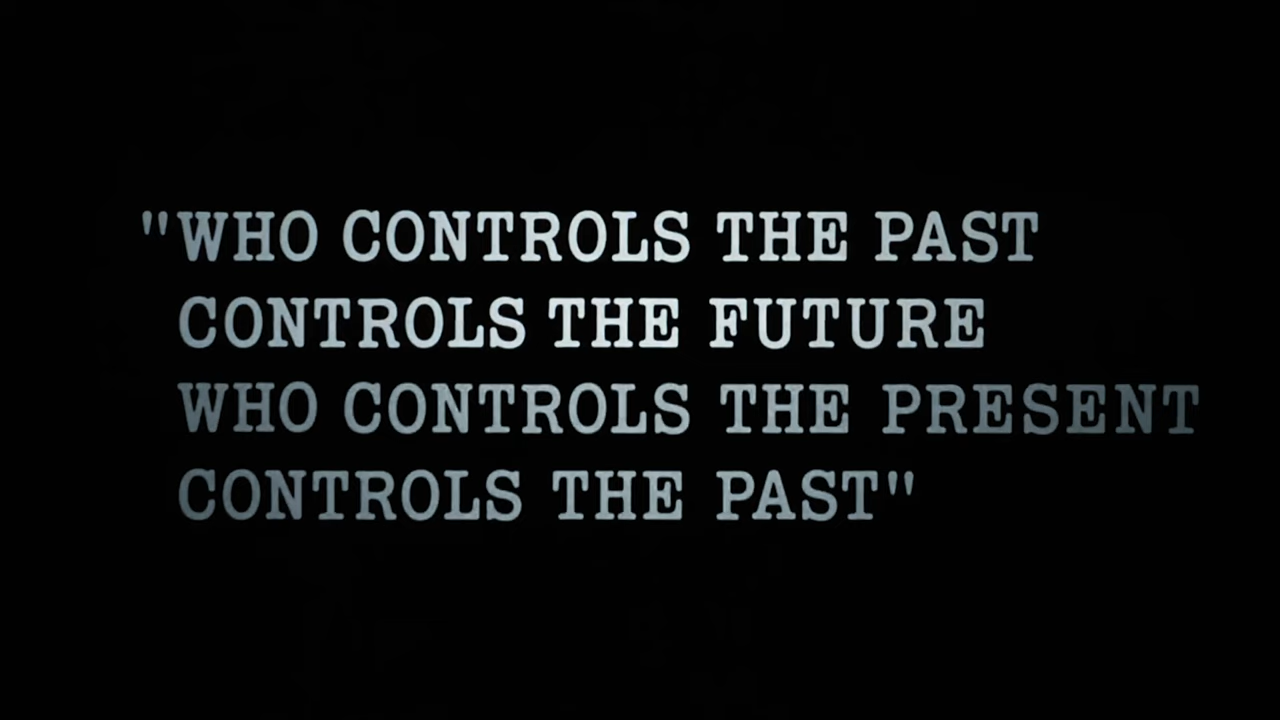 "WHO CONTROLS THE PAST
CONTROLS THE FUTURE
WHO CONTROLS THE PRESENT
CONTROLS THE PAST"